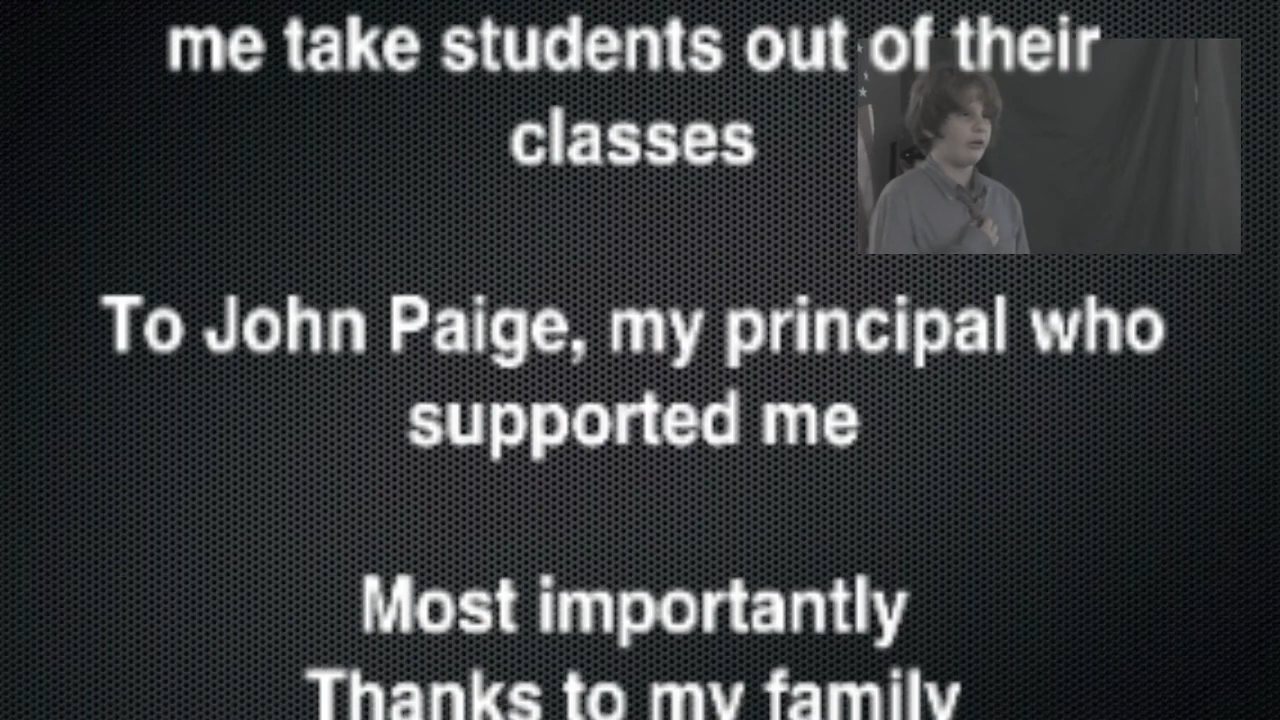 me take students out of their
classes
To John Paige, my principal who
supported me
Most importantly
Thanks to my family